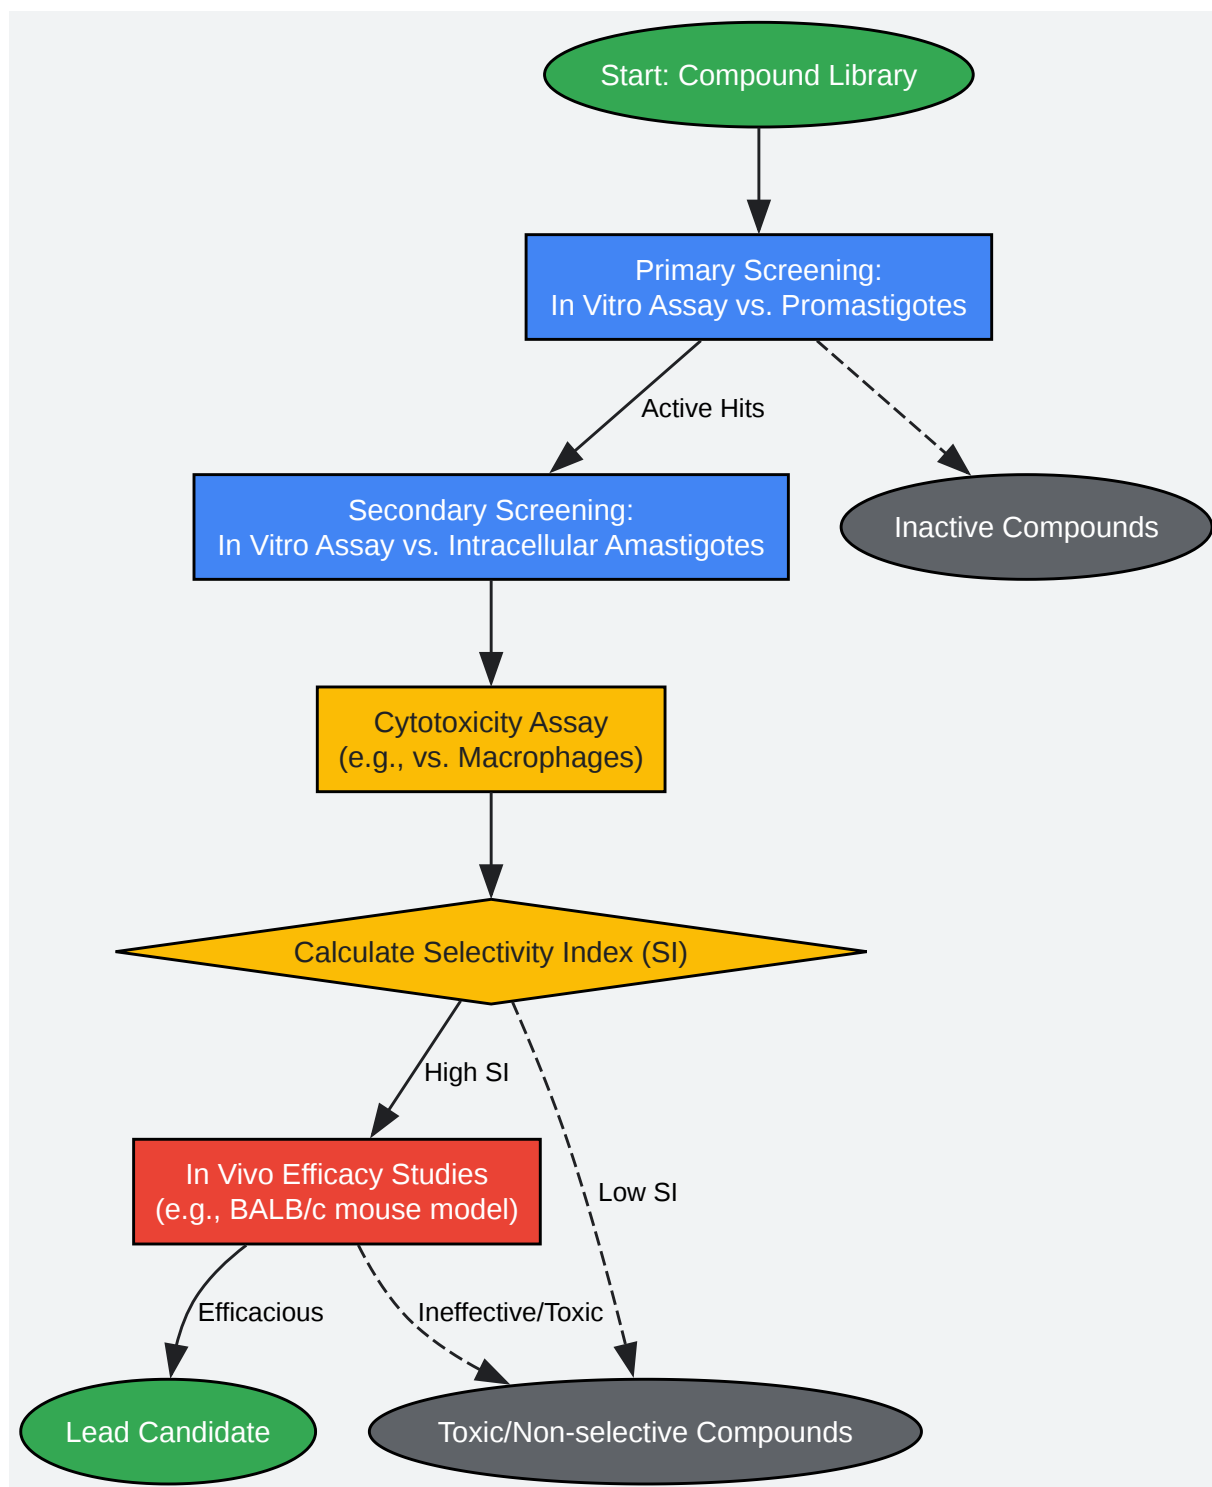 Start: Compound Library
Primary Screening:
In Vitro Assay vs. Promastigotes
Active Hits
Secondary Screening:
In Vitro Assay vs. Intracellular Amastigotes
Inactive Compounds
Cytotoxicity Assay
(e.g., vs. Macrophages)
Calculate Selectivity Index (SI)
High SI
In Vivo Efficacy Studies
(e.g., BALB/c mouse model)
Low SI
Efficacious
Ineffective/Toxic
Lead Candidate
Toxic/Non-selective Compounds